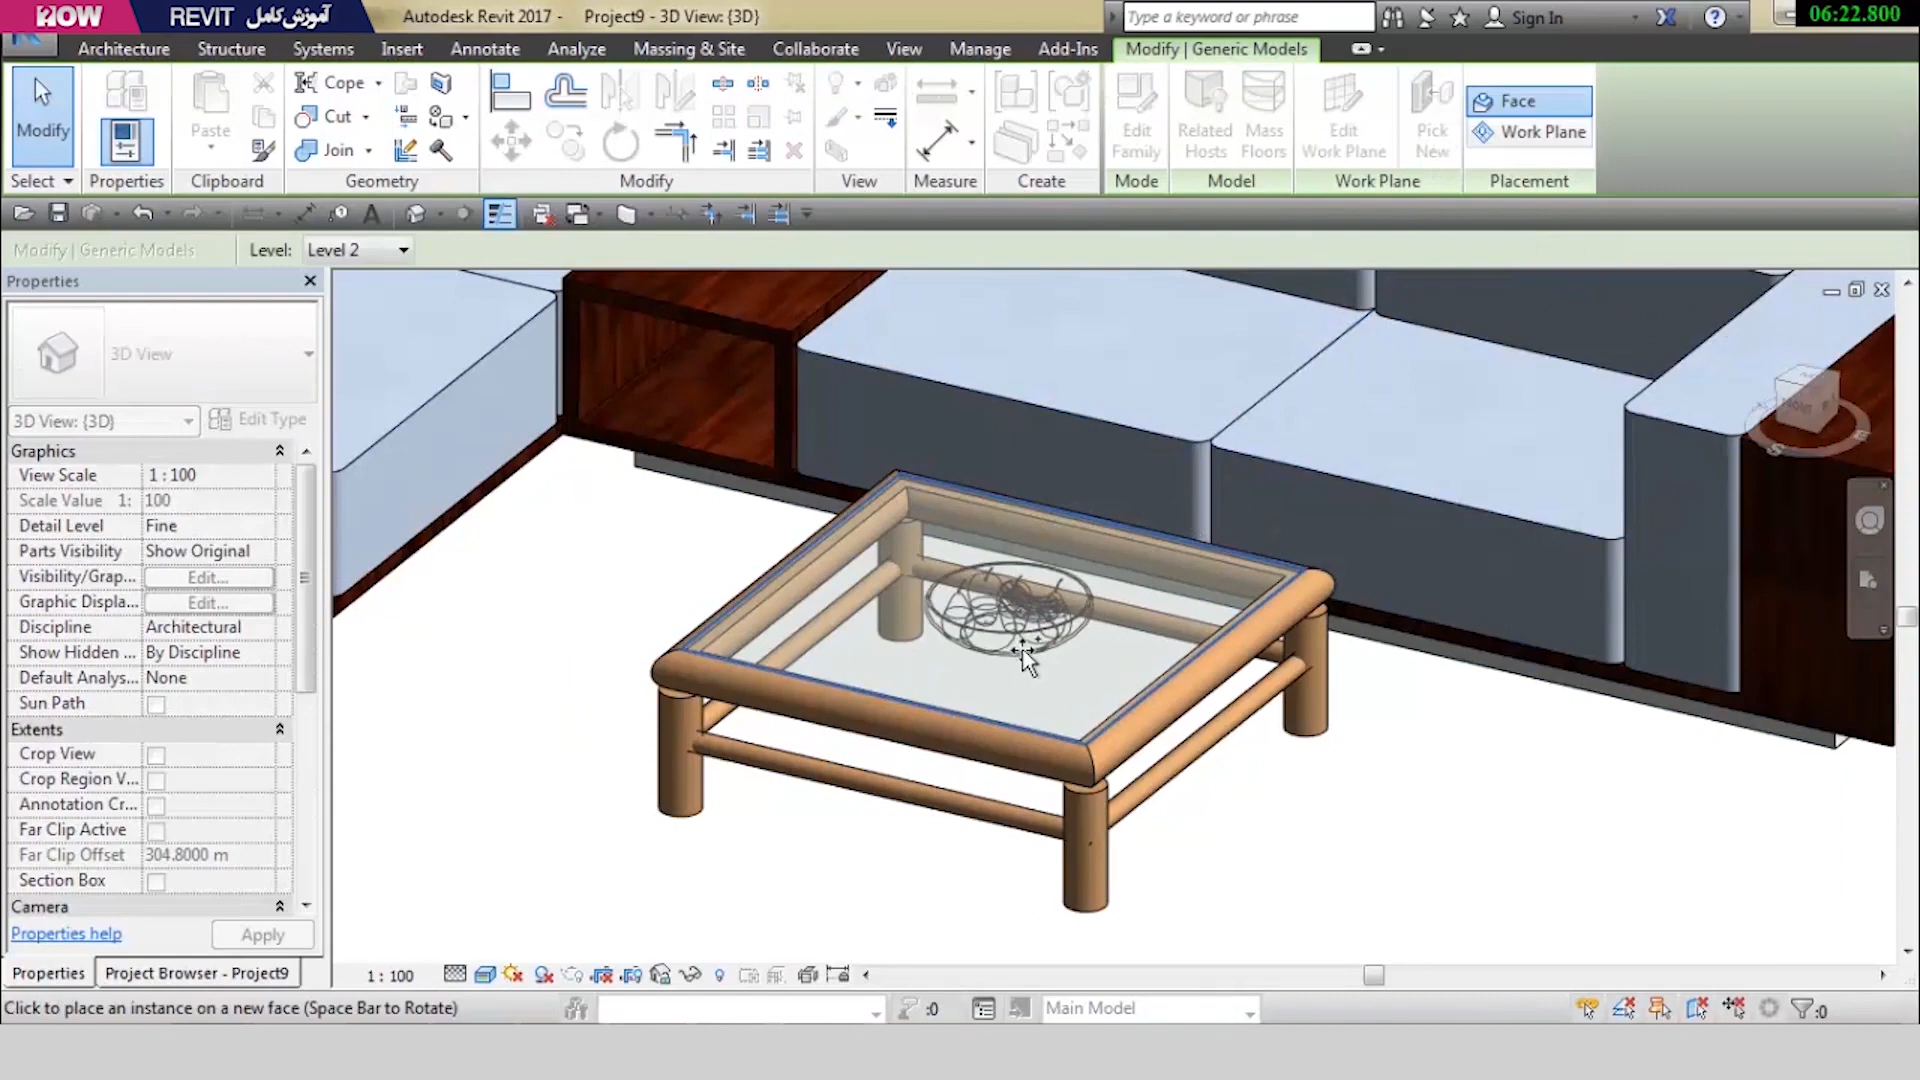 2NOW
REVIT آموزش کامل
Autodesk Revit 2017 - Project9 - 3D View: {3D}
Type a keyword or phrase
Sign In
06:22.800
Architecture Structure Systems Insert Annotate Analyze Massing & Site Collaborate View Manage Add-Ins Modify | Generic Models
Modify
Paste
Cope
Cut
Join
Edit Family
Related Hosts
Mass Floors
Edit Work Plane
Pick New
Face
Work Plane
Select Properties Clipboard Geometry Modify View Measure Create Mode Model Work Plane Placement
Modify | Generic Models Level: Level 2
Properties
3D View
3D View: {3D} Edit Type
Graphics
View Scale 1 : 100
Scale Value 1: 100
Detail Level Fine
Parts Visibility Show Original
Visibility/Grap... Edit...
Graphic Displa... Edit...
Discipline Architectural
Show Hidden ... By Discipline
Default Analys... None
Sun Path
Extents
Crop View
Crop Region V...
Annotation Cr...
Far Clip Active
Far Clip Offset 304.8000 m
Section Box
Camera
Properties help Apply
Properties Project Browser - Project9
1 : 100
Click to place an instance on a new face (Space Bar to Rotate)
:0
Main Model
:0